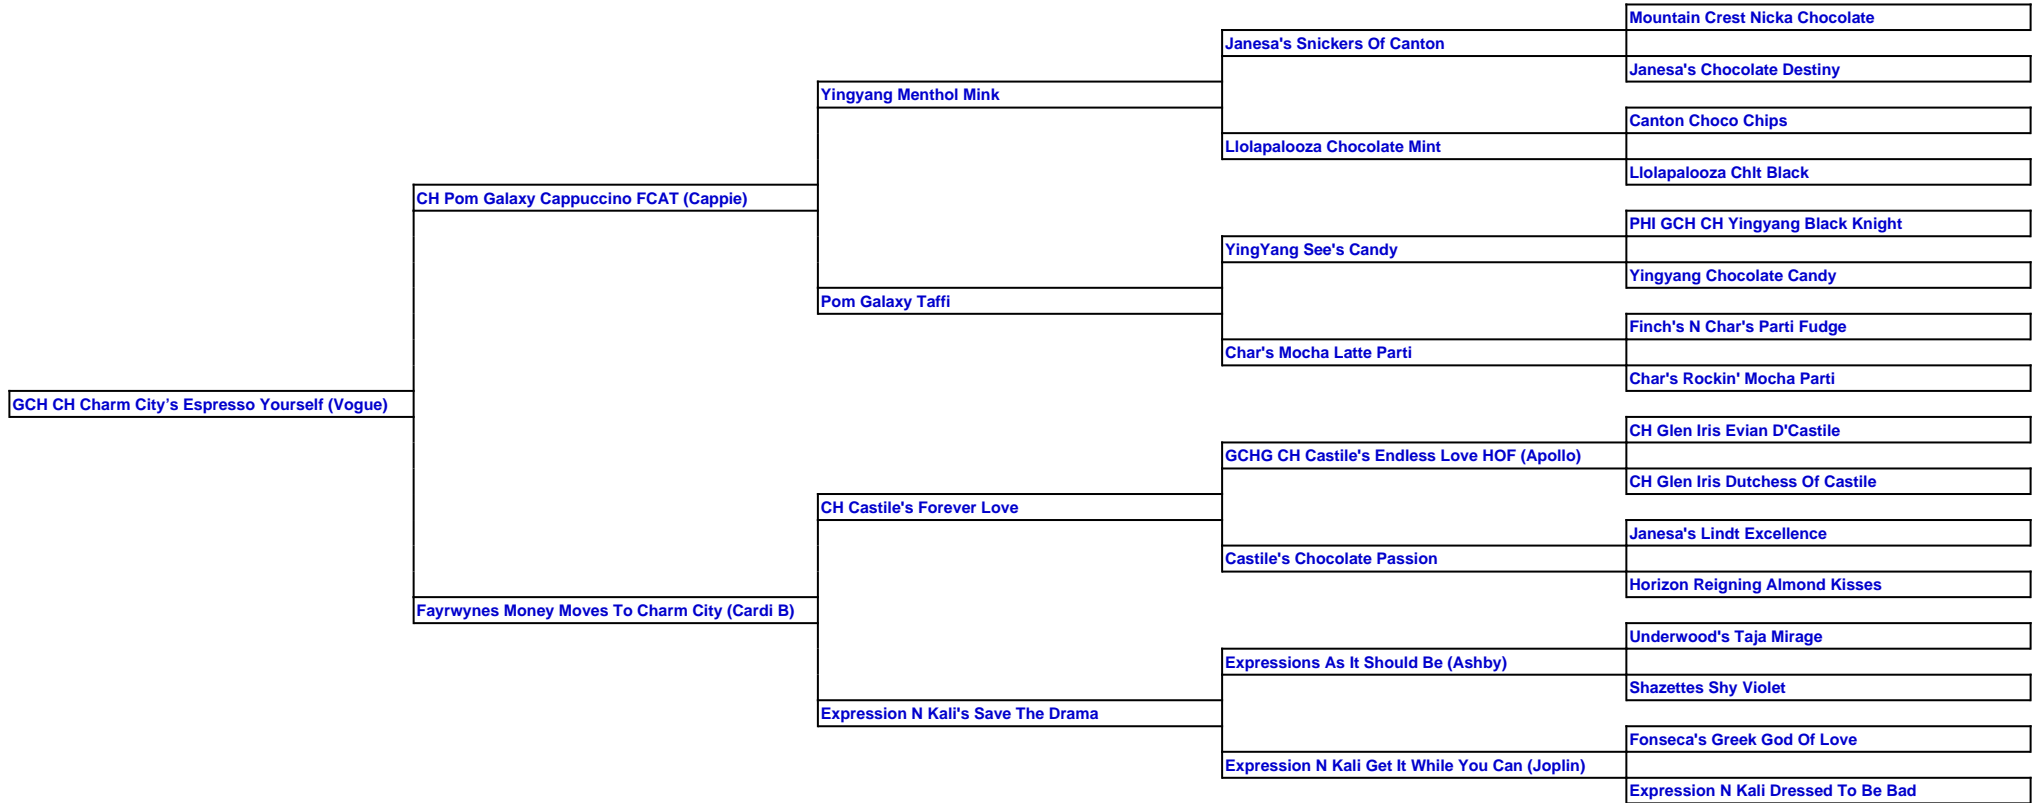 Mountain Crest Nicka Chocolate
Janesa's Snickers Of Canton
Janesa's Chocolate Destiny
Yingyang Menthol Mink
Canton Choco Chips
Llolapalooza Chocolate Mint
Llolapalooza Chlt Black
CH Pom Galaxy Cappuccino FCAT (Cappie)
PHI GCH CH Yingyang Black Knight
YingYang See's Candy
Yingyang Chocolate Candy
Pom Galaxy Taffi
Finch's N Char's Parti Fudge
Char's Mocha Latte Parti
Char's Rockin' Mocha Parti
GCH CH Charm City’s Espresso Yourself (Vogue)
CH Glen Iris Evian D'Castile
GCHG CH Castile's Endless Love HOF (Apollo)
CH Glen Iris Dutchess Of Castile
CH Castile's Forever Love
Janesa's Lindt Excellence
Castile's Chocolate Passion
Horizon Reigning Almond Kisses
Fayrwynes Money Moves To Charm City (Cardi B)
Underwood's Taja Mirage
Expressions As It Should Be (Ashby)
Shazettes Shy Violet
Expression N Kali's Save The Drama
Fonseca's Greek God Of Love
Expression N Kali Get It While You Can (Joplin)
Expression N Kali Dressed To Be Bad